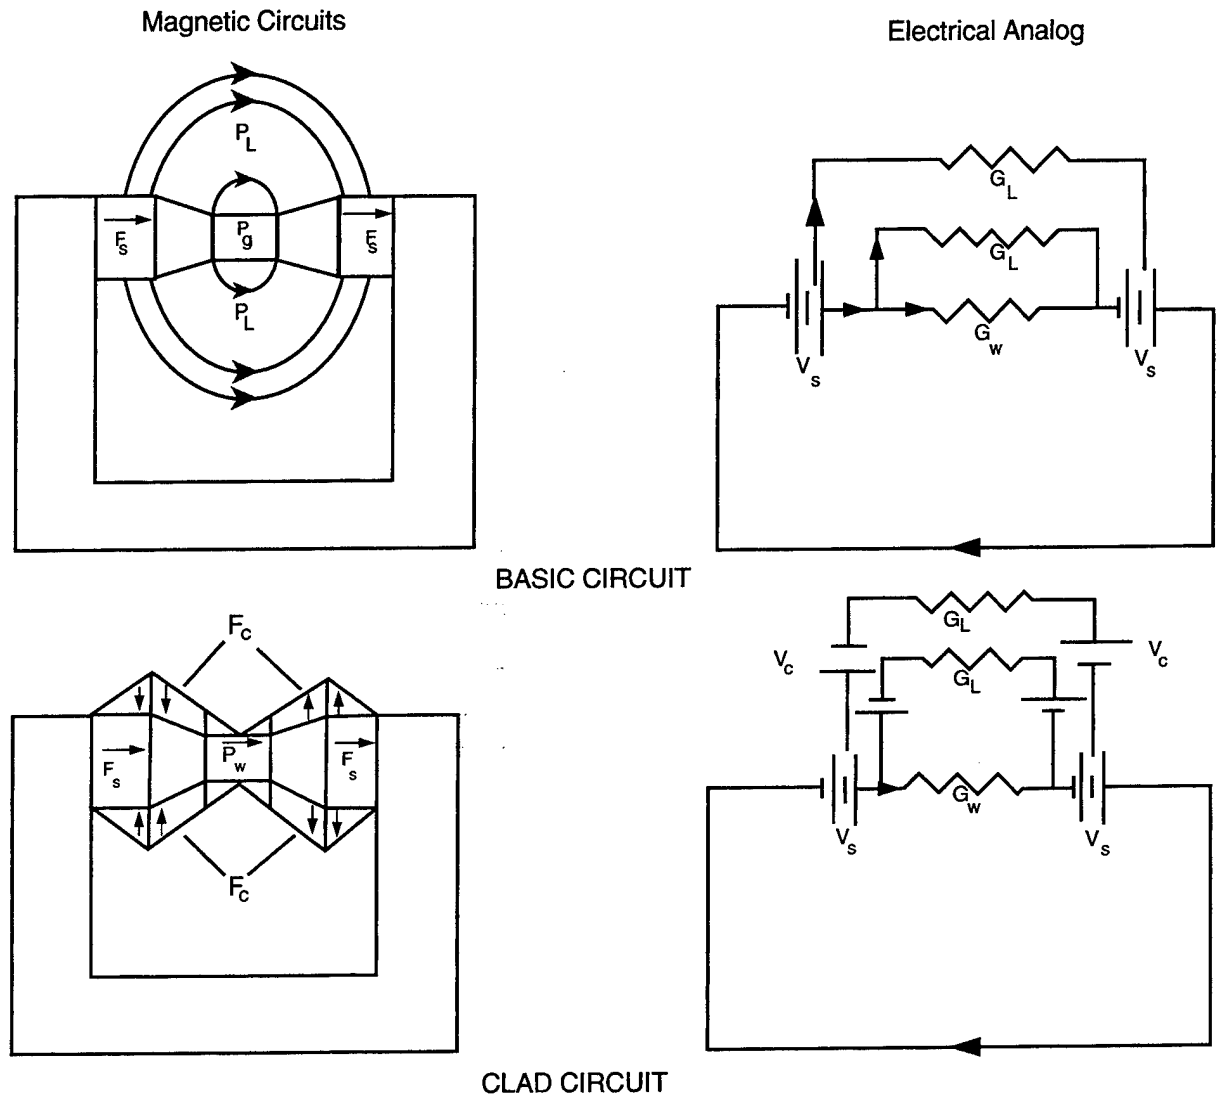 Magnetic Circuits
Electrical Analog
P L
F s
P g
F s
P L
G L
G L
G w
V s
V s
BASIC CIRCUIT
F c
F s
P w
F s
F c
G L
V c
V c
G L
G w
V s
V s
CLAD CIRCUIT